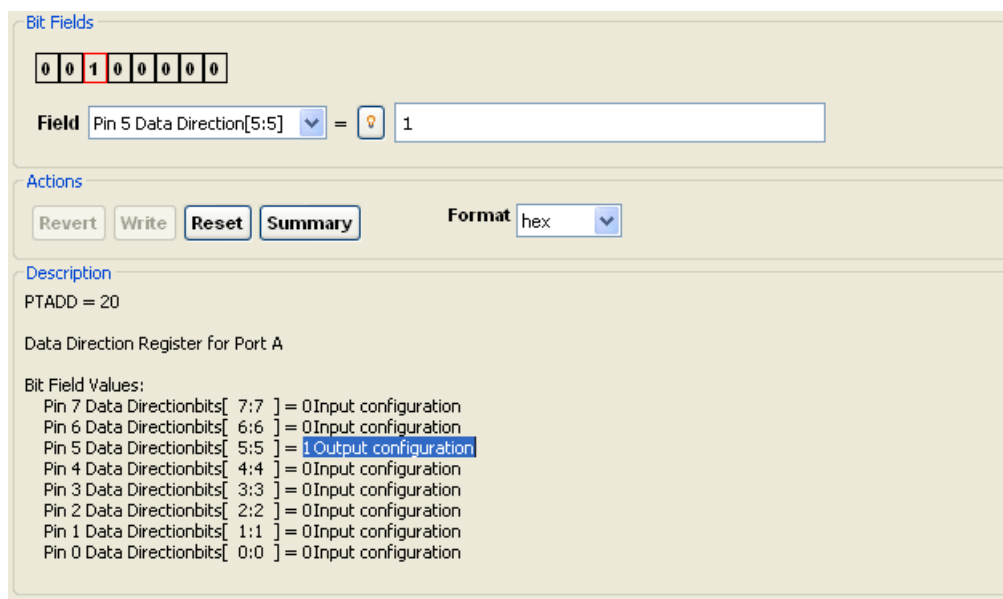 Bit Fields
0 0 1 0 0 0 0 0
Field Pin 5 Data Direction[5:5] = 1
Actions
Revert Write Reset Summary Format hex
Description
PTADD = 20
Data Direction Register for Port A
Bit Field Values:
Pin 7 Data Directionbits[ 7:7 ] = 0Input configuration
Pin 6 Data Directionbits[ 6:6 ] = 0Input configuration
Pin 5 Data Directionbits[ 5:5 ] = 1Output configuration
Pin 4 Data Directionbits[ 4:4 ] = 0Input configuration
Pin 3 Data Directionbits[ 3:3 ] = 0Input configuration
Pin 2 Data Directionbits[ 2:2 ] = 0Input configuration
Pin 1 Data Directionbits[ 1:1 ] = 0Input configuration
Pin 0 Data Directionbits[ 0:0 ] = 0Input configuration